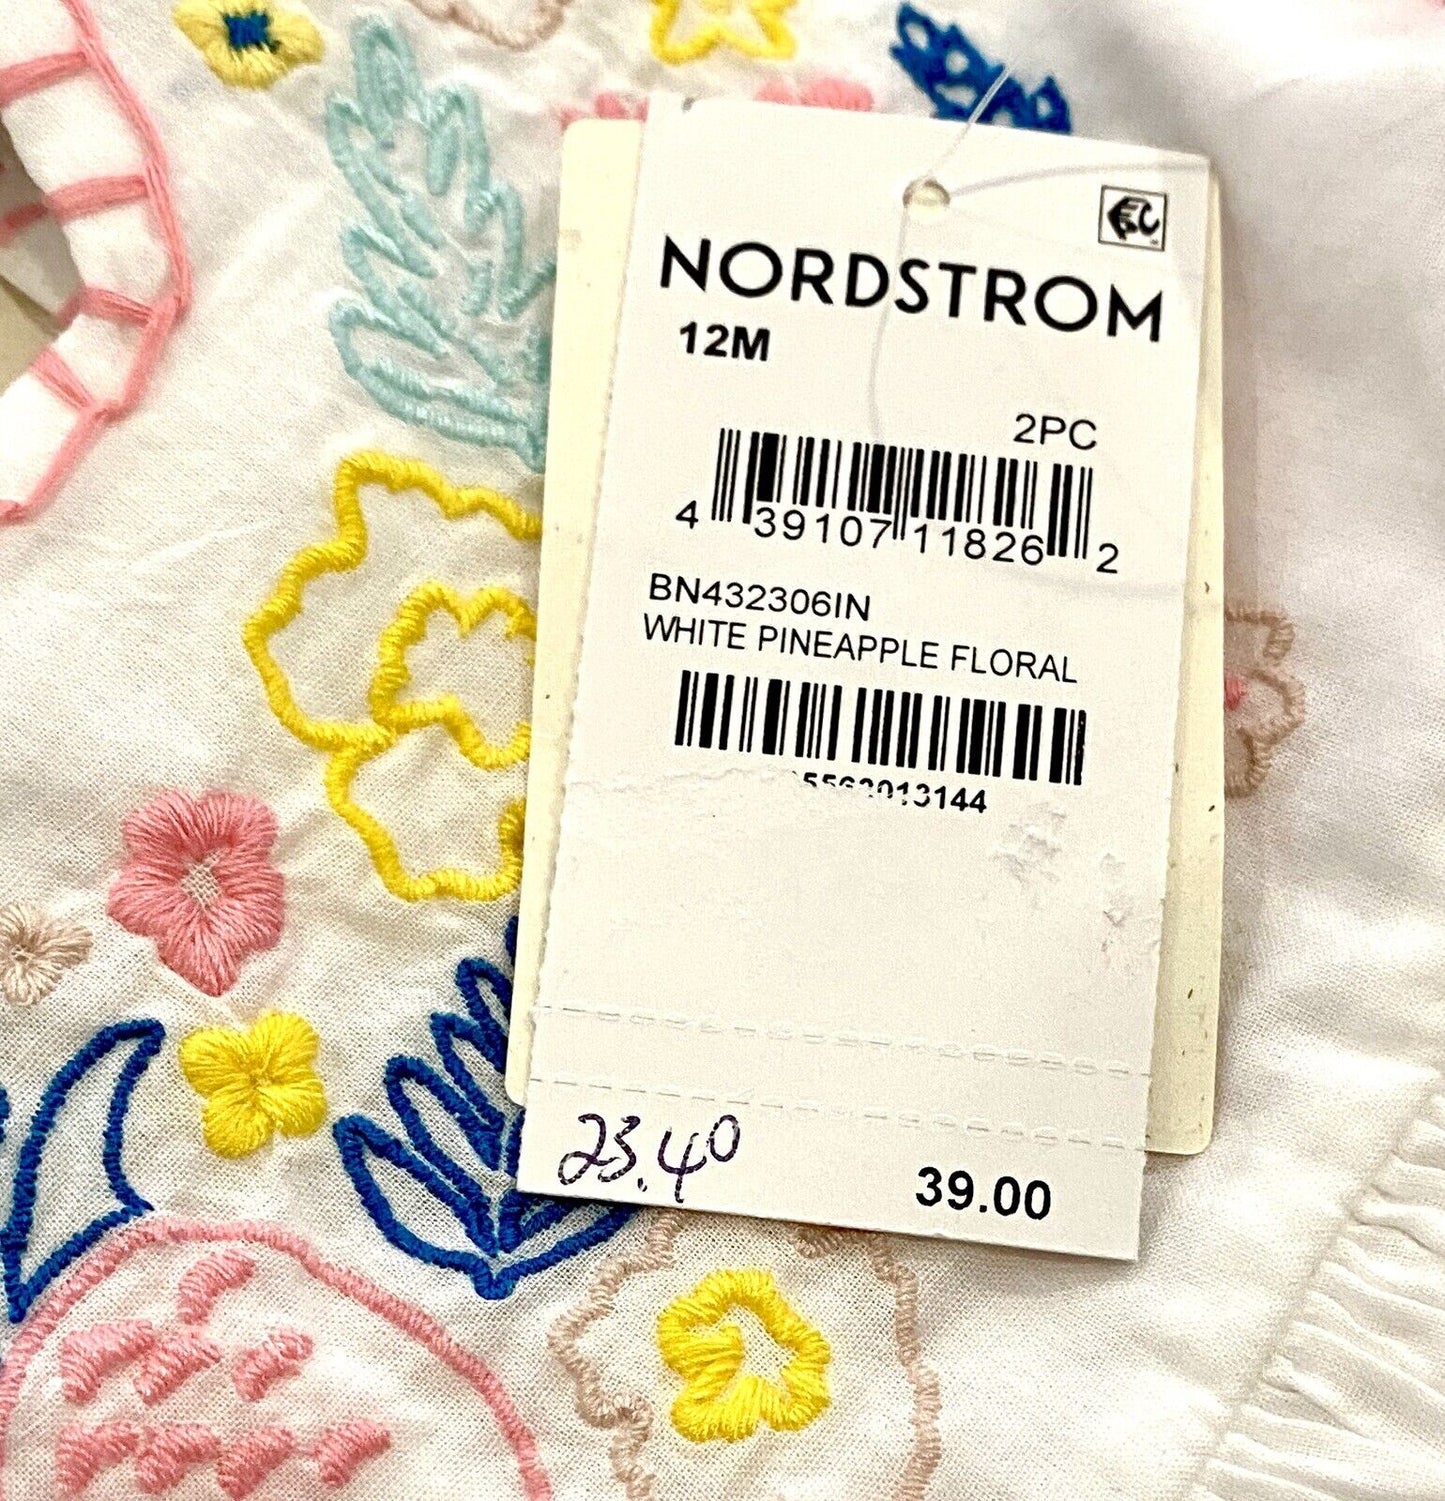 NORDSTROM
12M
2PC
4 39107 11826 2
BN432306IN
WHITE PINEAPPLE FLORAL
23.40
39.00